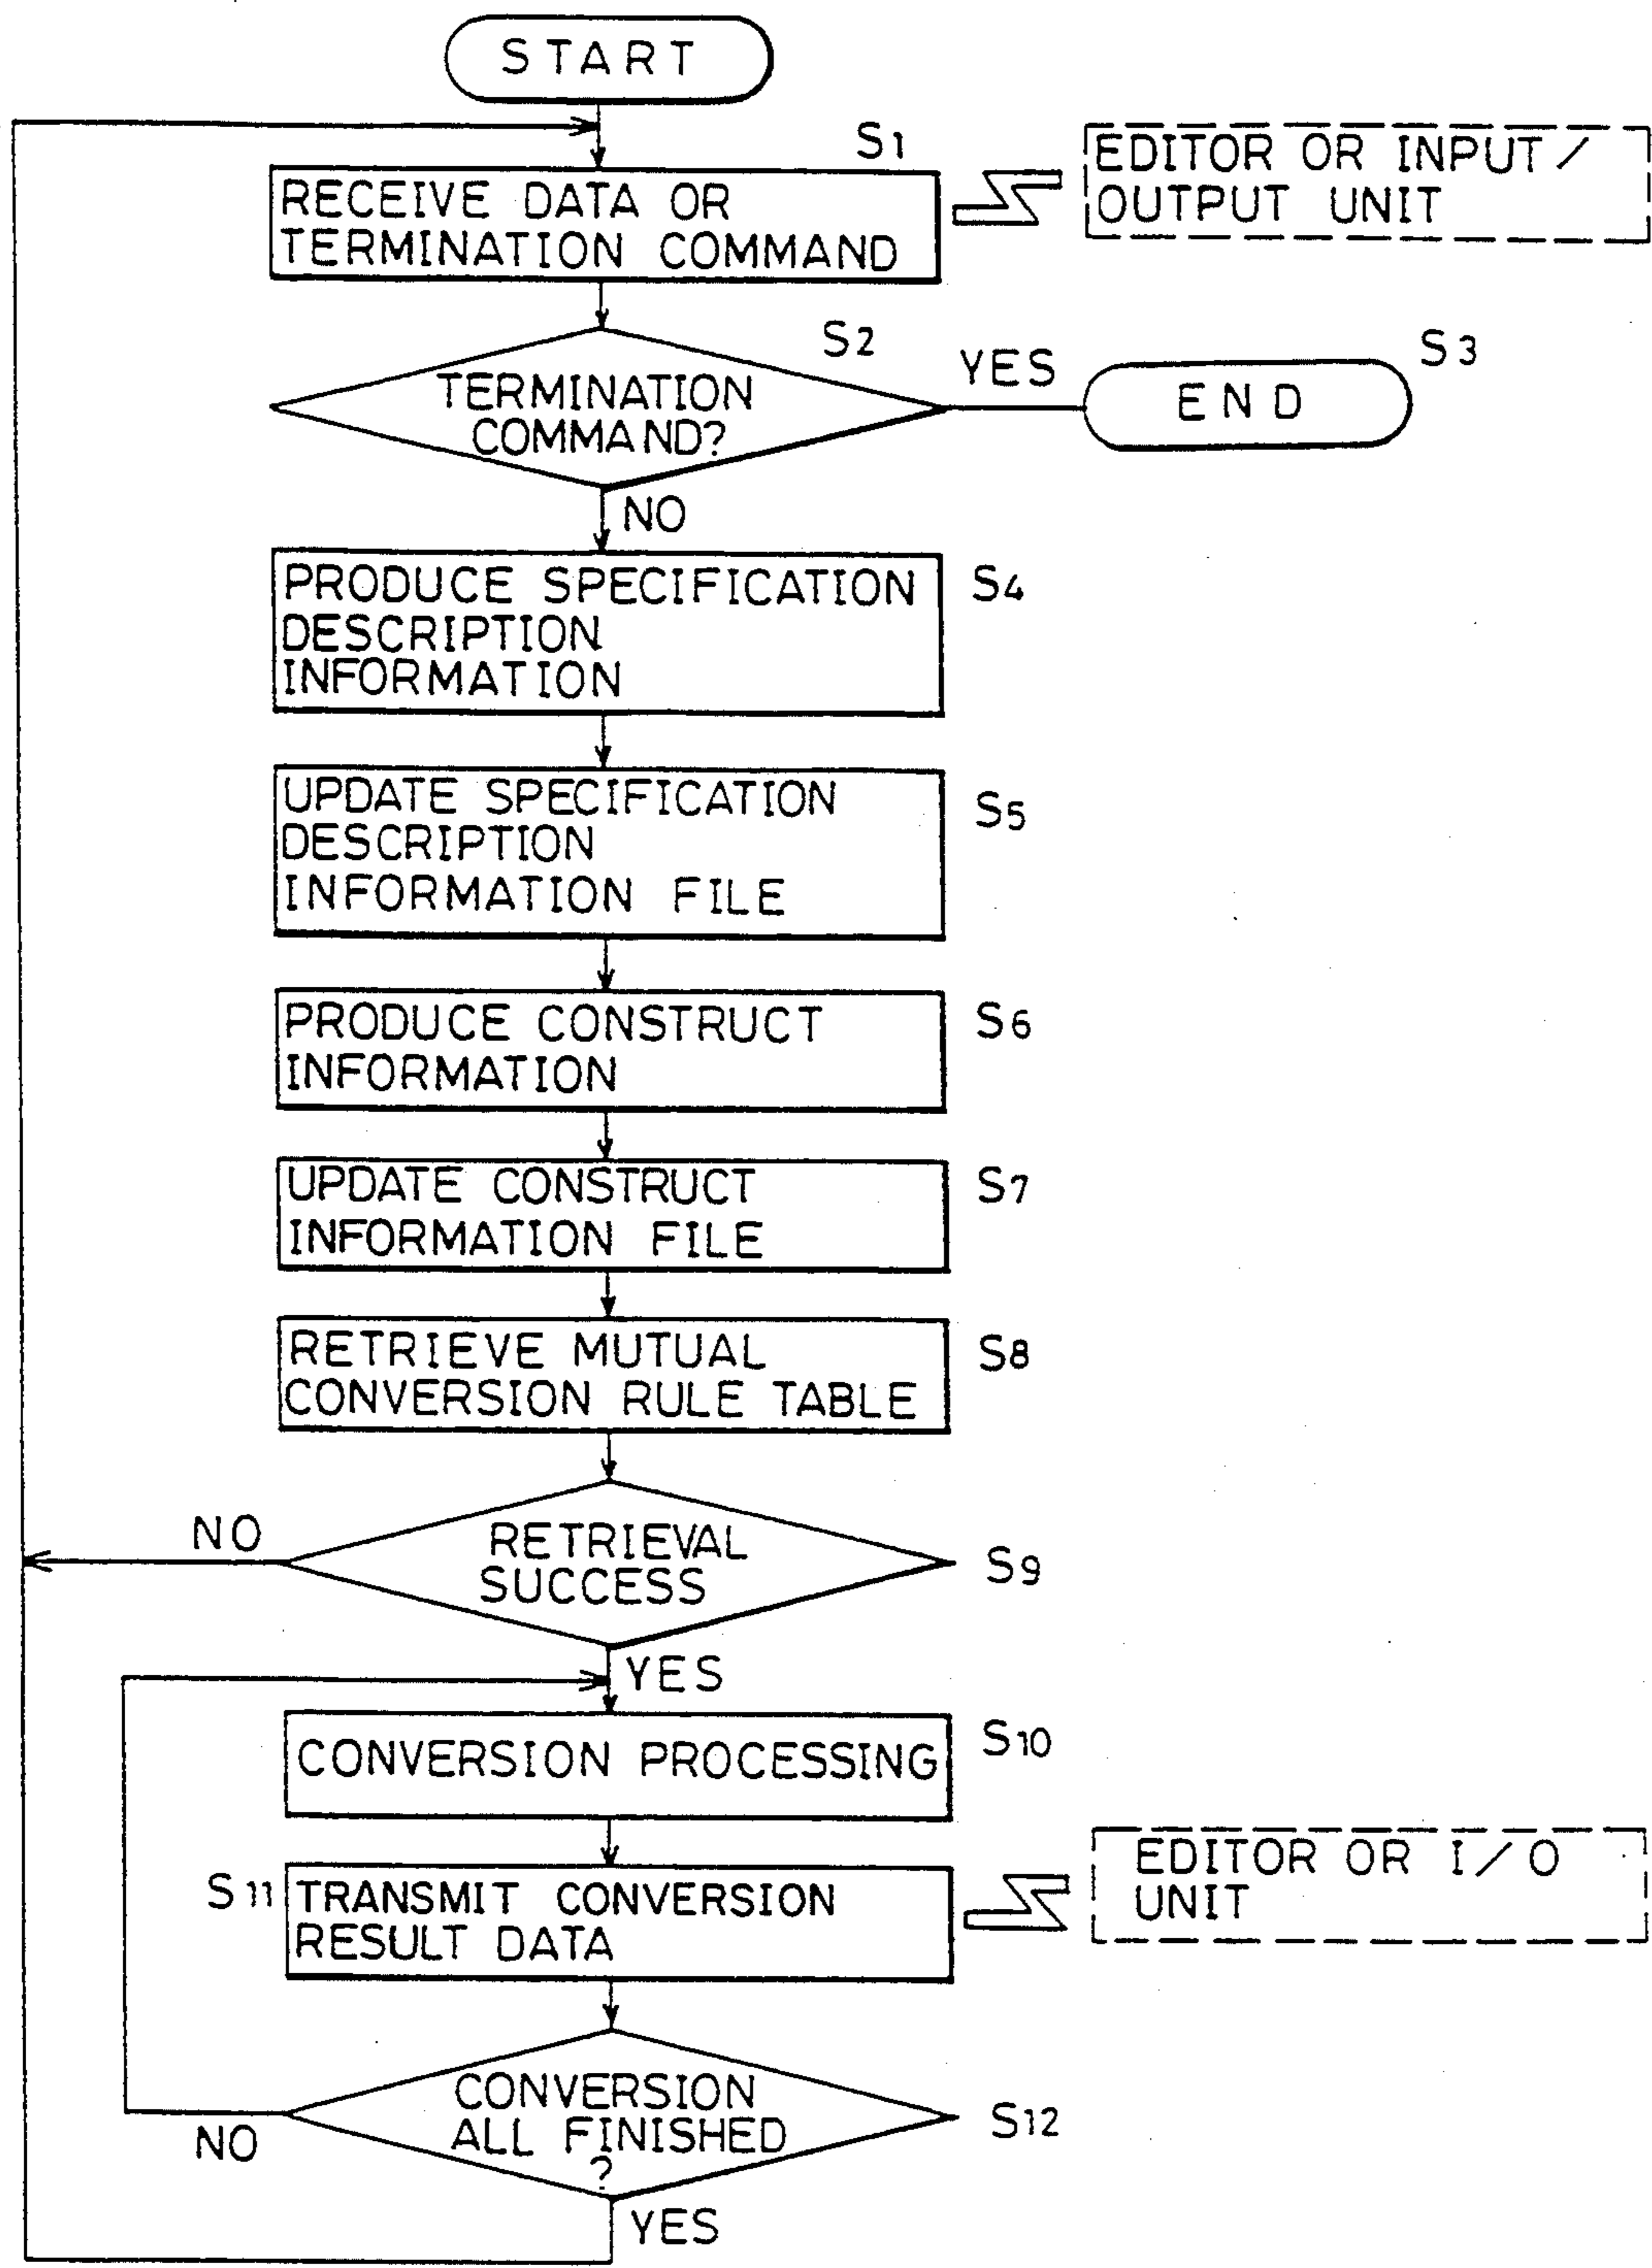 START
S1
RECEIVE DATA OR
TERMINATION COMMAND
EDITOR OR INPUT/
OUTPUT UNIT
S2
TERMINATION
COMMAND?
YES
END
S3
NO
PRODUCE SPECIFICATION
DESCRIPTION
INFORMATION
S4
UPDATE SPECIFICATION
DESCRIPTION
INFORMATION FILE
S5
PRODUCE CONSTRUCT
INFORMATION
S6
UPDATE CONSTRUCT
INFORMATION FILE
S7
RETRIEVE MUTUAL
CONVERSION RULE TABLE
S8
NO
RETRIEVAL
SUCCESS
S9
YES
CONVERSION PROCESSING
S10
S11
TRANSMIT CONVERSION
RESULT DATA
EDITOR OR I/O
UNIT
CONVERSION
ALL FINISHED
?
S12
NO
YES